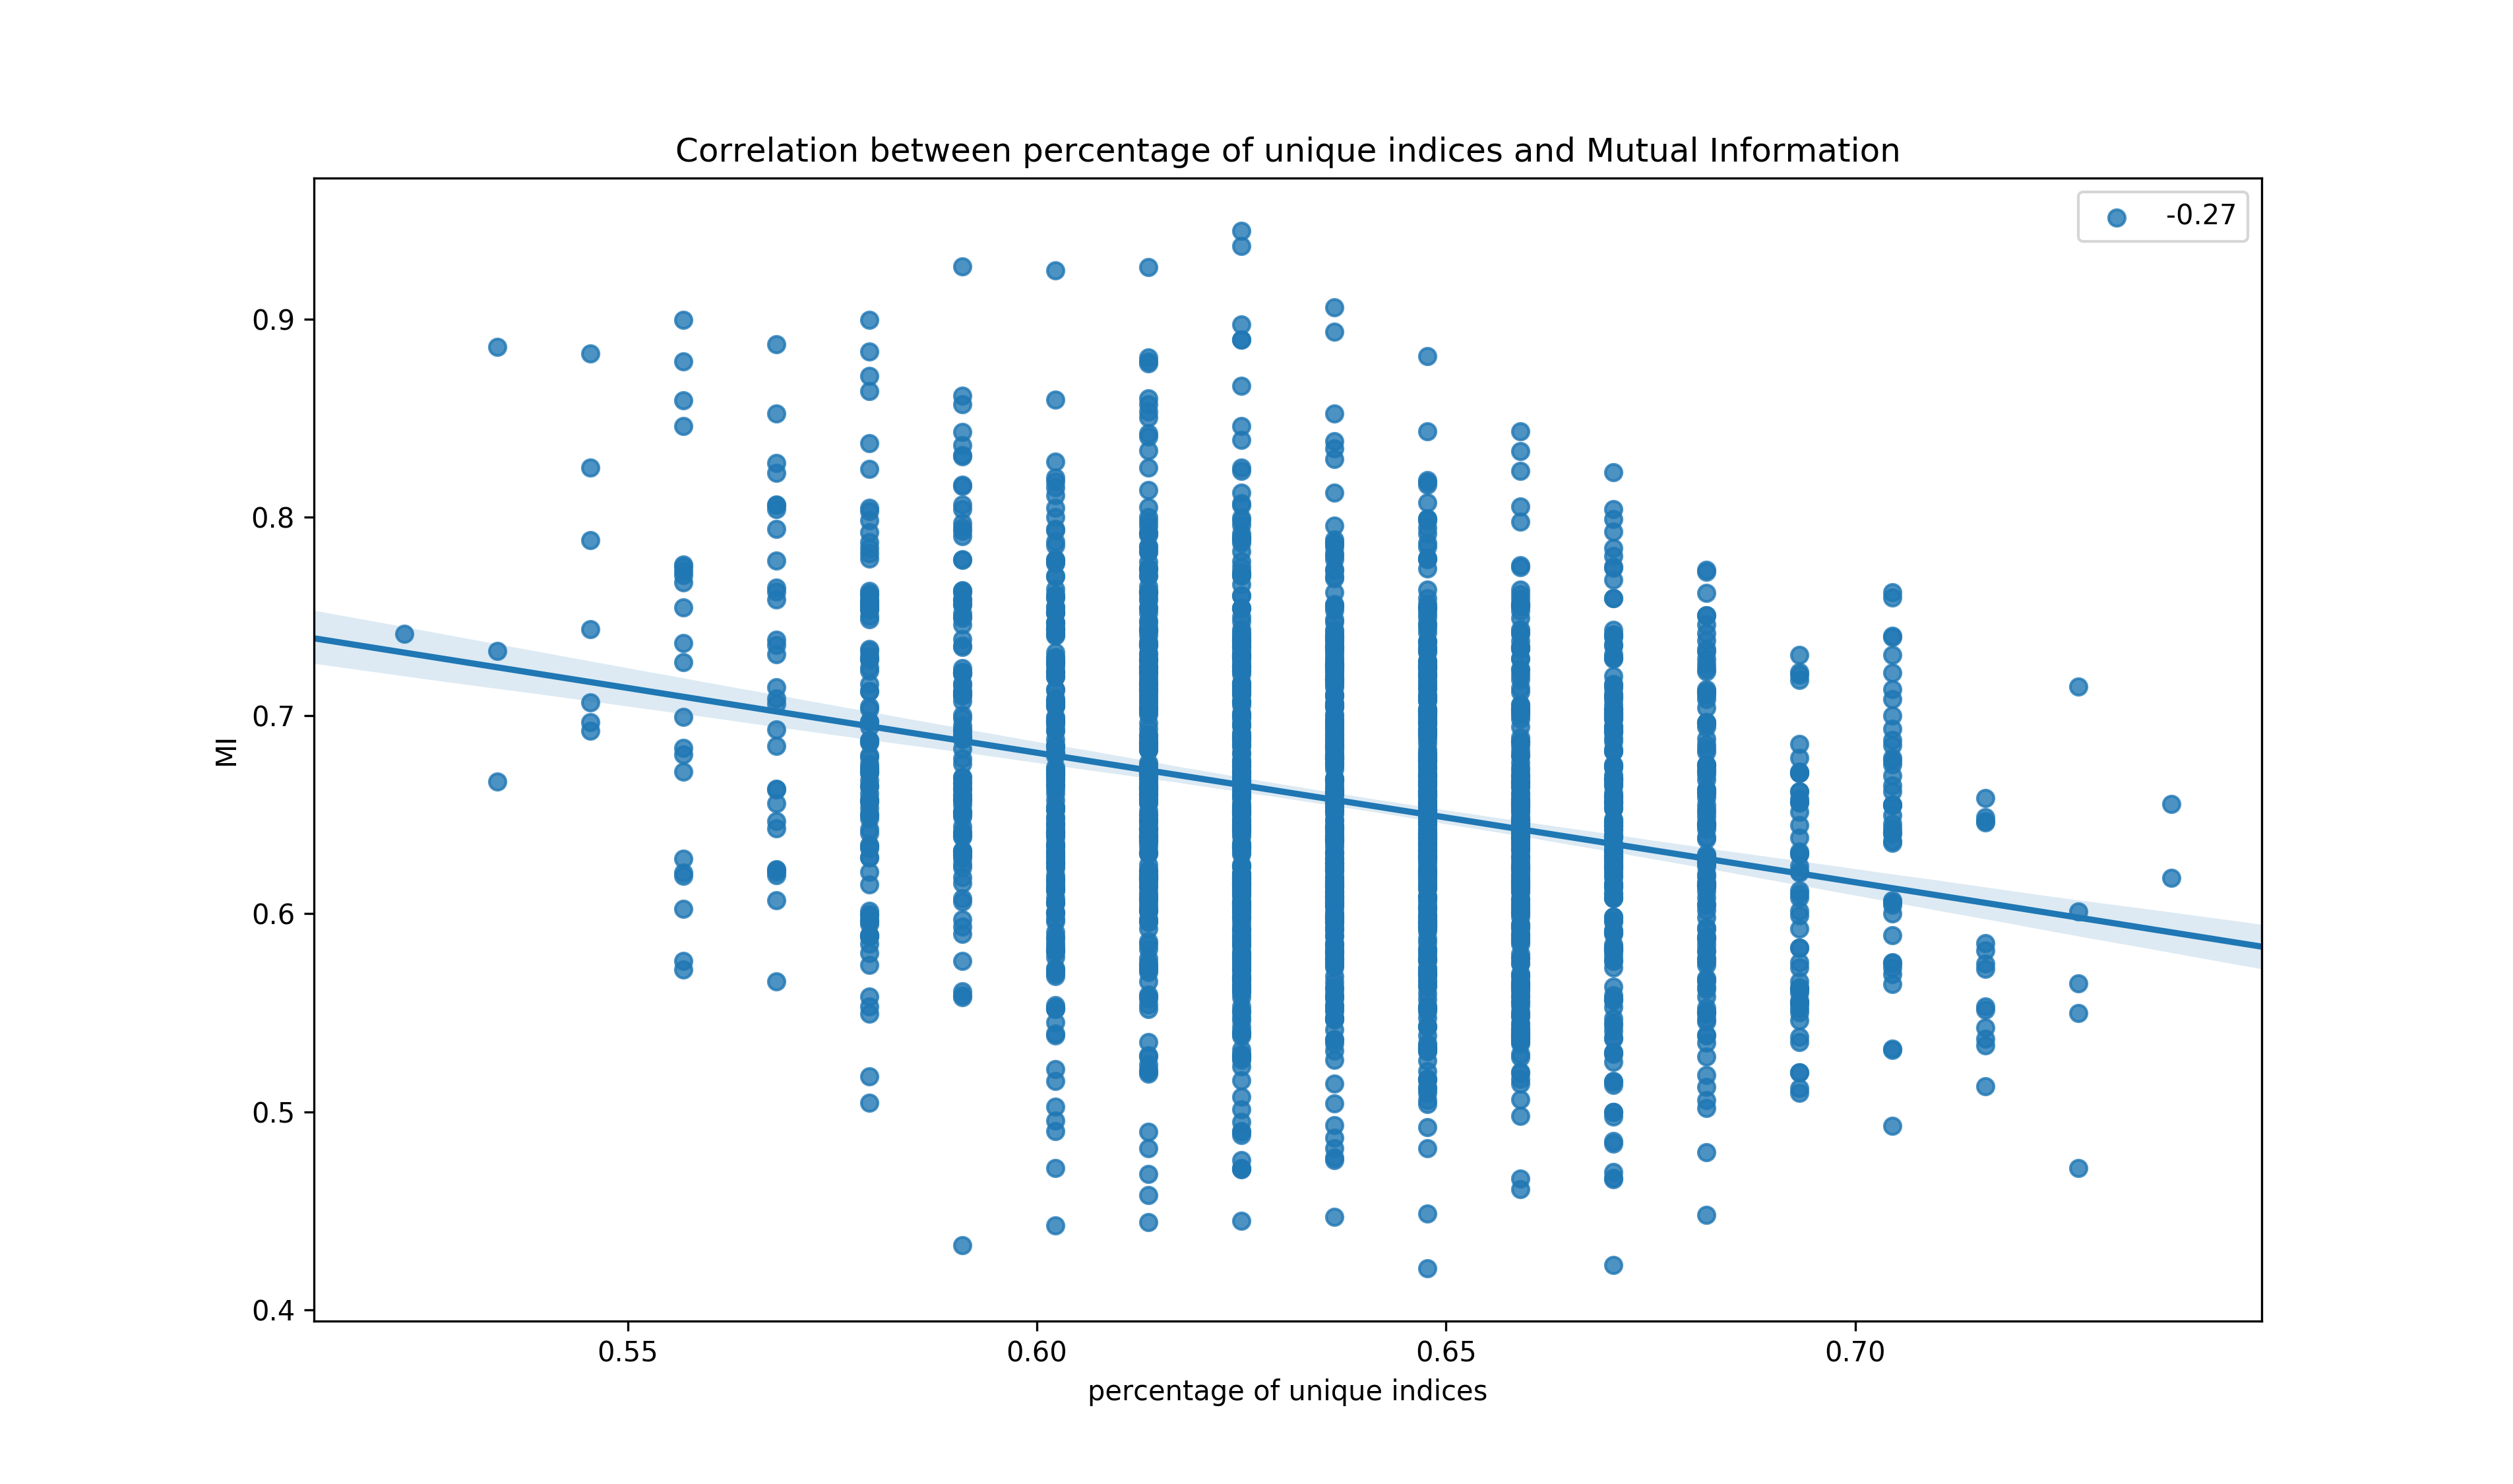 Correlation between percentage of unique indices and Mutual Information
-0.27
0.9
0.8
0.7
0.6
0.5
0.4
MI
0.55 0.60 0.65 0.70
percentage of unique indices